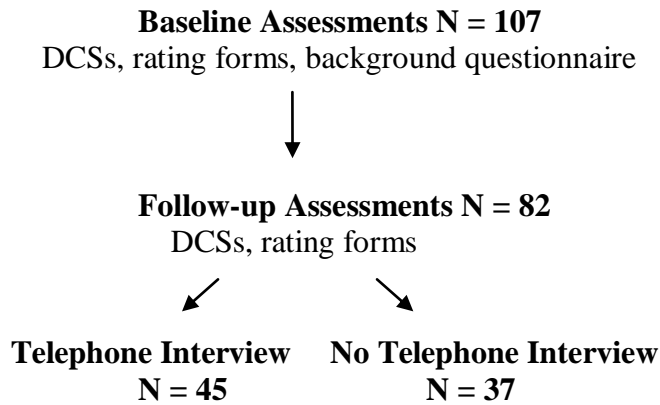 Baseline Assessments N = 107
DCSs, rating forms, background questionnaire
Follow-up Assessments N = 82
DCSs, rating forms
Telephone Interview No Telephone Interview
N = 45 N = 37